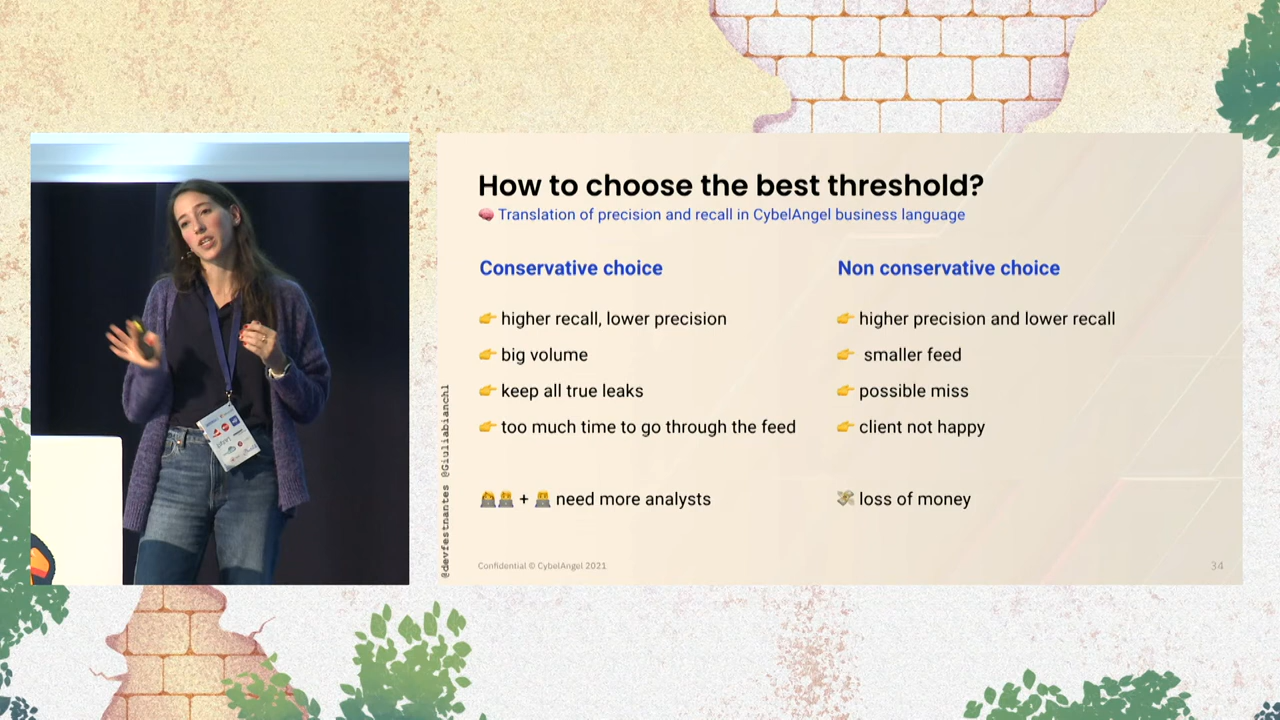 How to choose the best threshold?
🧠 Translation of precision and recall in CybelAngel business language
Conservative choice
👉 higher recall, lower precision
👉 big volume
👉 keep all true leaks
👉 too much time to go through the feed
+ need more analysts
Non conservative choice
👉 higher precision and lower recall
👉 smaller feed
👉 possible miss
👉 client not happy
💸 loss of money
@devfestnantes @Giuliabianchl
Confidential © CybelAngel 2021
34